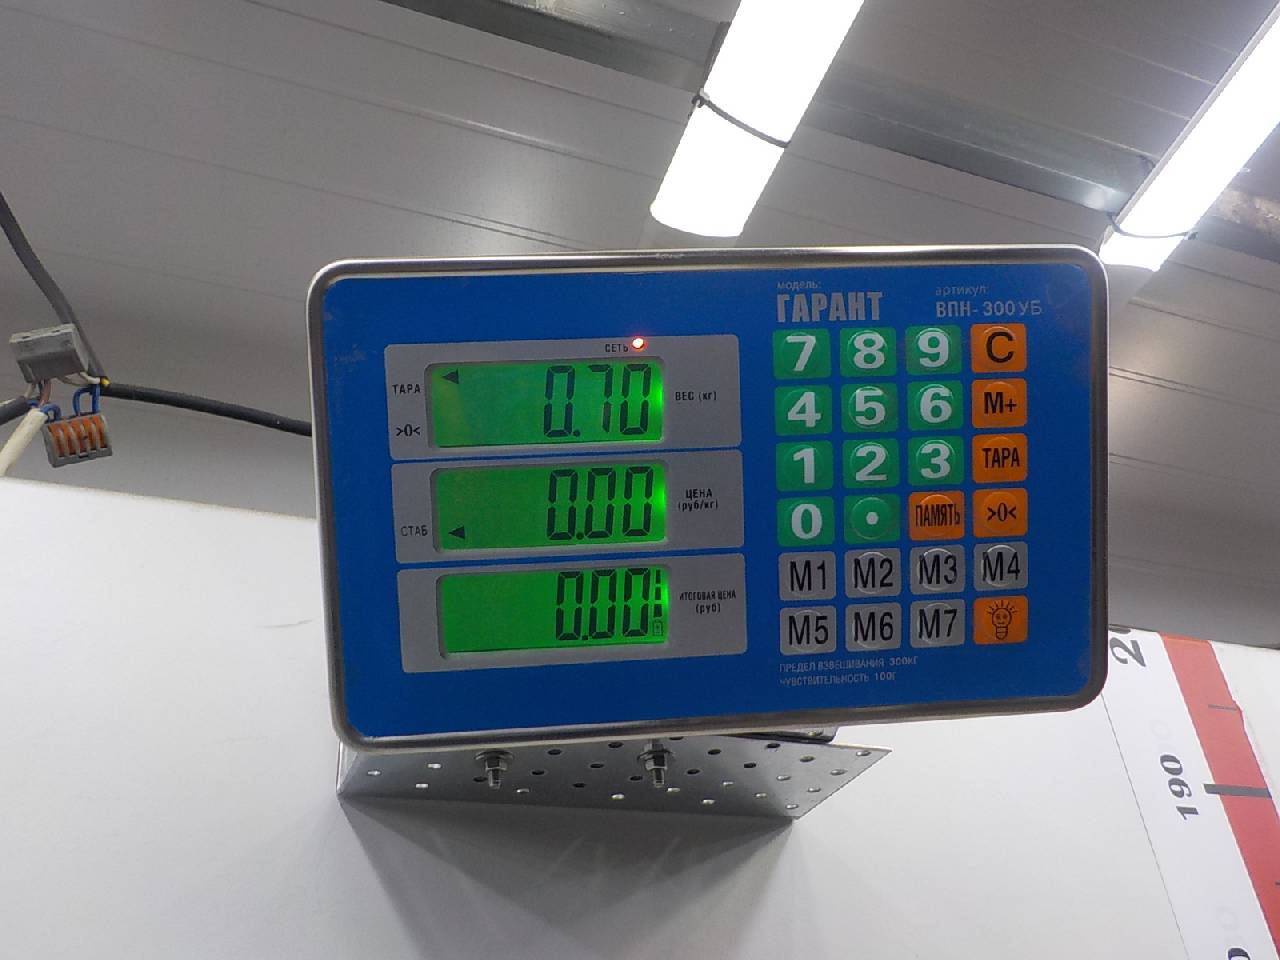 модель:
ГАРАНТ
артикул:
ВПН-300УБ
СЕТЬ
ТАРА
>0<
0.70
ВЕС (кг)
СТАБ
0.00
ЦЕНА
(руб/кг)
0.00
ИТОГОВАЯ ЦЕНА
(руб)
7 8 9 C
4 5 6 M+
1 2 3 ТАРА
0 . ПАМЯТЬ >0<
M1 M2 M3 M4
M5 M6 M7
ПРЕДЕЛ ВЗВЕШИВАНИЯ 300КГ
ЧУВСТВИТЕЛЬНОСТЬ 100Г
190